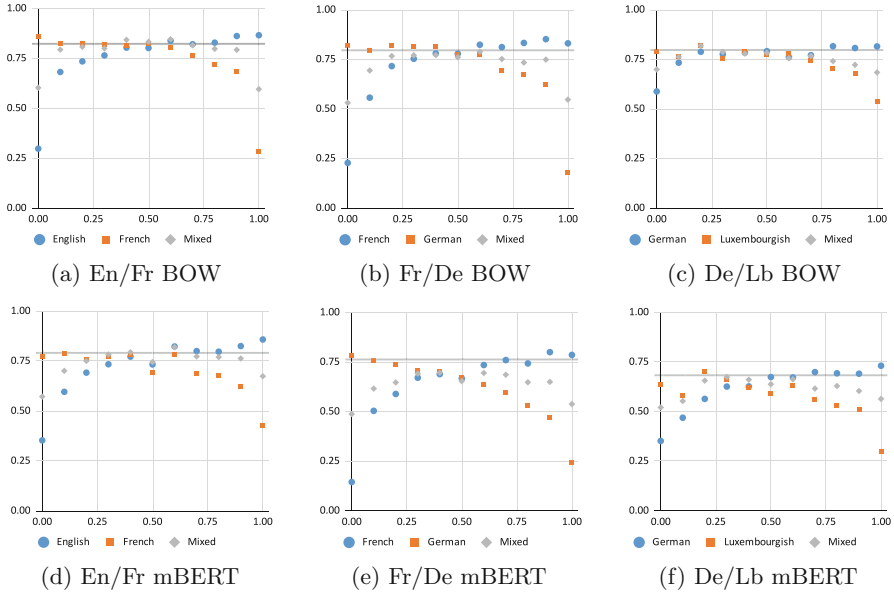 1.00 1.00 1.00
0.75 0.75 0.75
0.50 0.50 0.50
0.25 0.25 0.25
0.00 0.00 0.00
0.00 0.25 0.50 0.75 1.00 0.00 0.25 0.50 0.75 1.00 0.00 0.25 0.50 0.75 1.00
English French Mixed French German Mixed German Luxembourgish Mixed
(a) En/Fr BOW (b) Fr/De BOW (c) De/Lb BOW
1.00 1.00 1.00
0.75 0.75 0.75
0.50 0.50 0.50
0.25 0.25 0.25
0.00 0.00 0.00
0.00 0.25 0.50 0.75 1.00 0.00 0.25 0.50 0.75 1.00 0.00 0.25 0.50 0.75 1.00
English French Mixed French German Mixed German Luxembourgish Mixed
(d) En/Fr mBERT (e) Fr/De mBERT (f) De/Lb mBERT